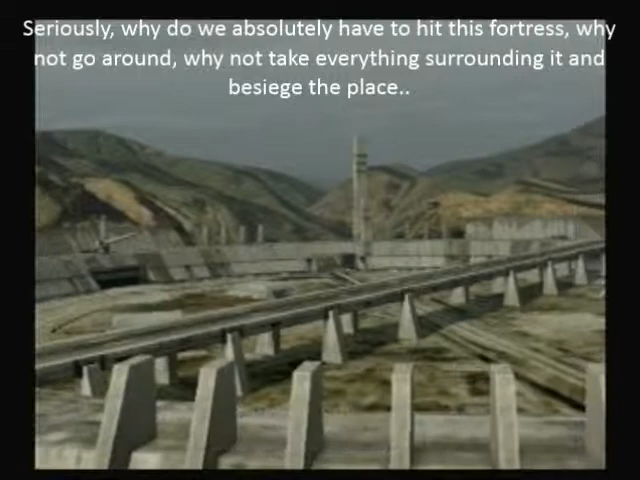 Seriously, why do we absolutely have to hit this fortress, why
not go around, why not take everything surrounding it and
besiege the place..